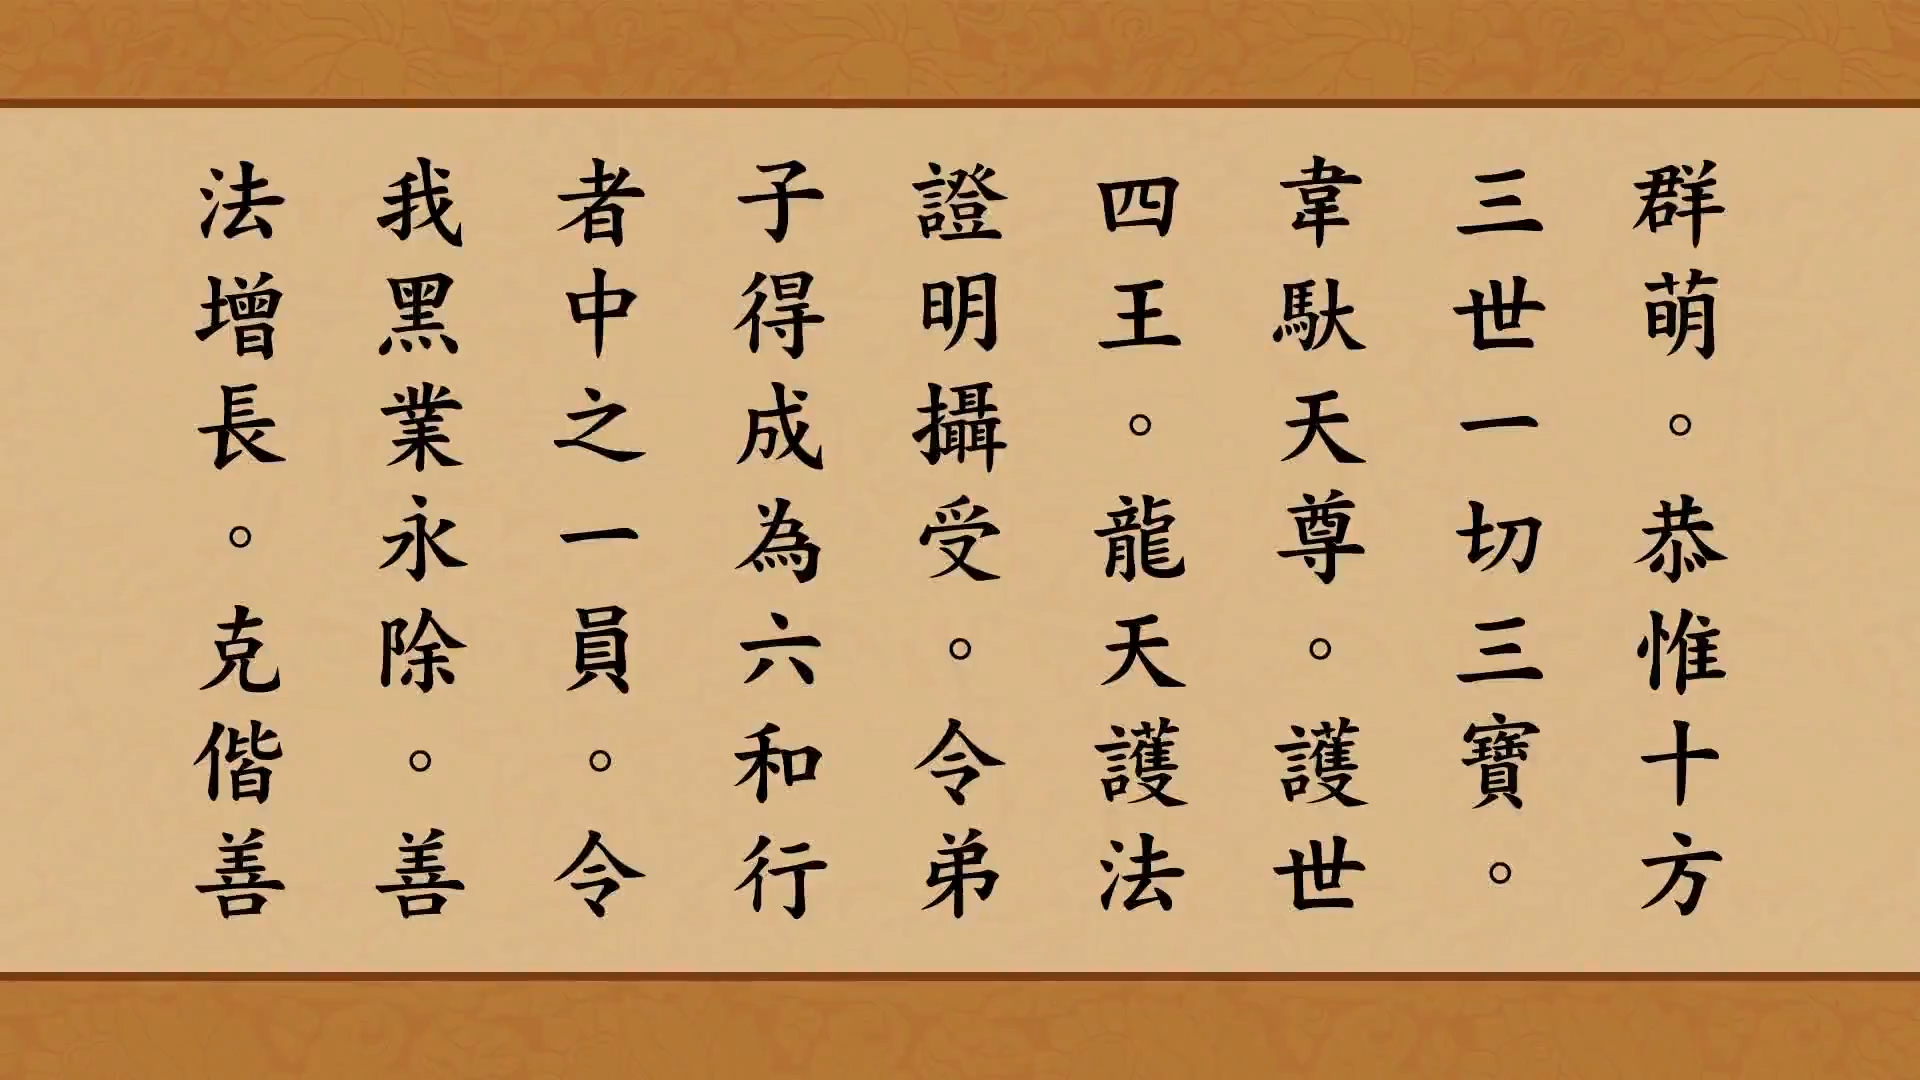 群萌。恭惟十方
三世一切三寶。
韋馱天尊。護世
四王。龍天護法
證明攝受。令弟
子得成為六和行
者中之一員。令
我黑業永除。善
法增長。克偕善